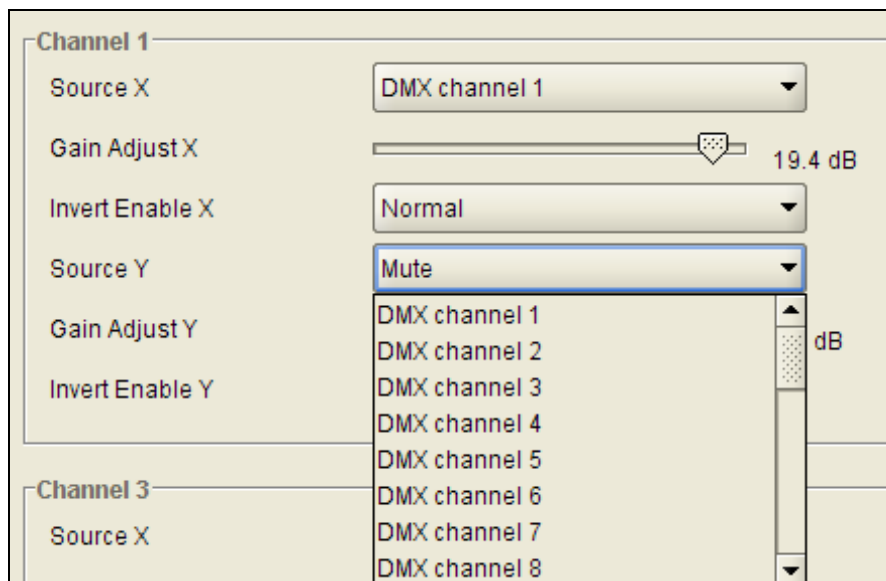 Channel 1
Source X
DMX channel 1
Gain Adjust X
19.4 dB
Invert Enable X
Normal
Source Y
Mute
DMX channel 1
Gain Adjust Y
dB
DMX channel 2
DMX channel 3
Invert Enable Y
DMX channel 4
DMX channel 5
Channel 3
DMX channel 6
Source X
DMX channel 7
DMX channel 8